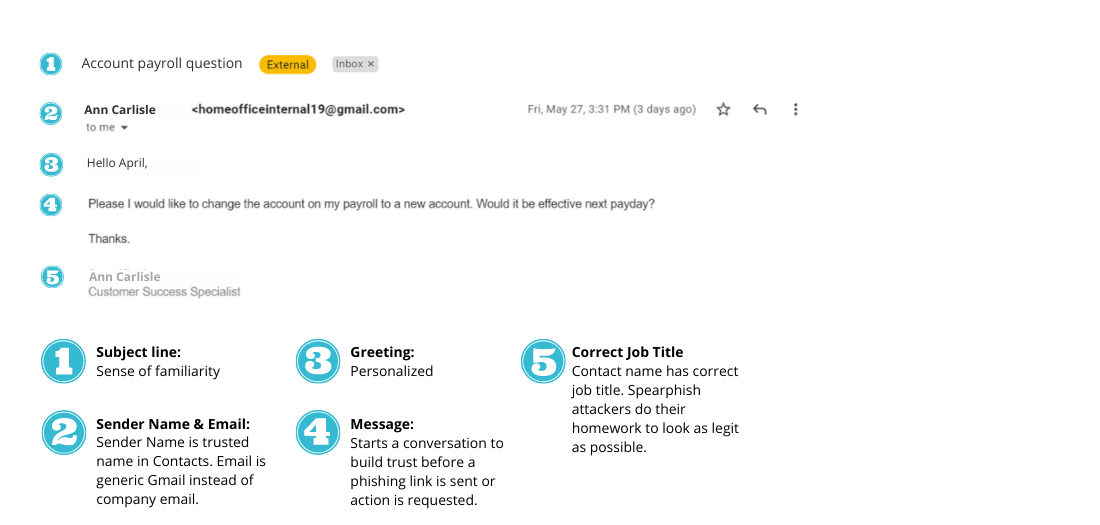 1 Account payroll question External Inbox ×
2 Ann Carlisle <homeofficeinternal19@gmail.com> Fri, May 27, 3:31 PM (3 days ago)
to me
3 Hello April,
4 Please I would like to change the account on my payroll to a new account. Would it be effective next payday?
Thanks.
5 Ann Carlisle
Customer Success Specialist
1 Subject line:
Sense of familiarity
2 Sender Name & Email:
Sender Name is trusted
name in Contacts. Email is
generic Gmail instead of
company email.
3 Greeting:
Personalized
4 Message:
Starts a conversation to
build trust before a
phishing link is sent or
action is requested.
5 Correct Job Title
Contact name has correct
job title. Spearphish
attackers do their
homework to look as legit
as possible.